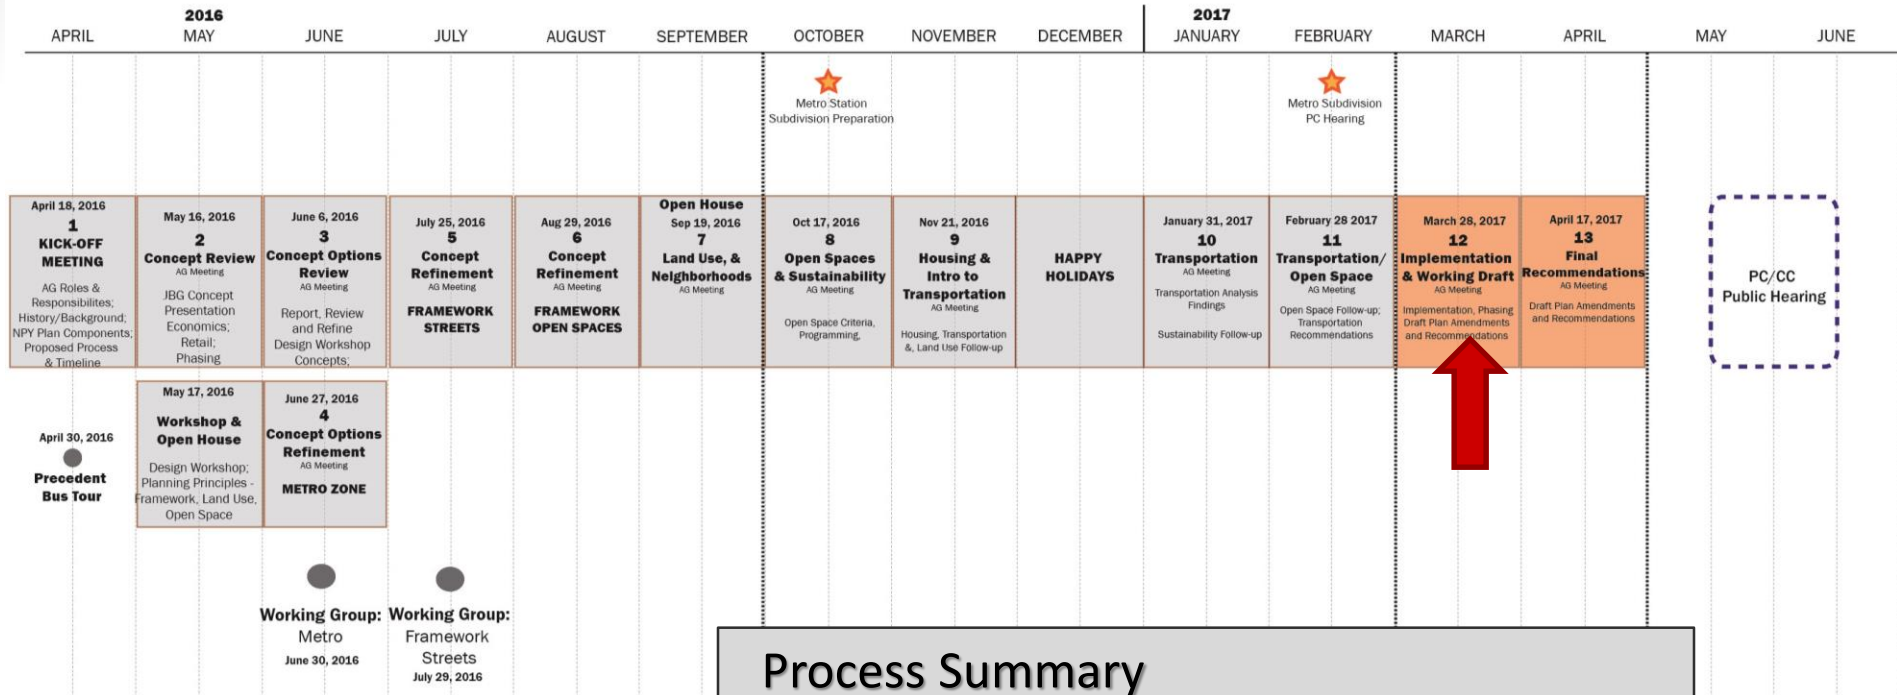 2016
2017
APRIL
MAY
JUNE
JULY
AUGUST
SEPTEMBER
OCTOBER
NOVEMBER
DECEMBER
JANUARY
FEBRUARY
MARCH
APRIL
MAY
JUNE
Metro Station
Subdivision Preparation
Metro Subdivision
PC Hearing
April 18, 2016
1
KICK-OFF
MEETING
AG Roles &
Responsibilites;
History/Background;
NPY Plan Components;
Proposed Process
& Timeline
May 16, 2016
2
Concept Review
AG Meeting
JBG Concept
Presentation
Economics;
Retail;
Phasing
June 6, 2016
3
Concept Options
Review
AG Meeting
Report, Review
and Refine
Design Workshop
Concepts;
July 25, 2016
5
Concept
Refinement
AG Meeting
FRAMEWORK
STREETS
Aug 29, 2016
6
Concept
Refinement
AG Meeting
FRAMEWORK
OPEN SPACES
Open House
Sep 19, 2016
7
Land Use, &
Neighborhoods
AG Meeting
Oct 17, 2016
8
Open Spaces
& Sustainability
AG Meeting
Open Space Criteria,
Programming,
Nov 21, 2016
9
Housing &
Intro to
Transportation
AG Meeting
Housing, Transportation
&, Land Use Follow-up
HAPPY
HOLIDAYS
January 31, 2017
10
Transportation
AG Meeting
Transportation Analysis
Findings
Sustainability Follow-up
February 28 2017
11
Transportation/
Open Space
AG Meeting
Open Space Follow-up;
Transportation
Recommendations
March 28, 2017
12
Implementation
& Working Draft
AG Meeting
Implementation, Phasing
Draft Plan Amendments
and Recommendations
April 17, 2017
13
Final
Recommendations
AG Meeting
Draft Plan Amendments
and Recommendations
PC/CC
Public Hearing
April 30, 2016
Precedent
Bus Tour
May 17, 2016
Workshop &
Open House
Design Workshop;
Planning Principles -
Framework, Land Use,
Open Space
June 27, 2016
4
Concept Options
Refinement
AG Meeting
METRO ZONE
Working Group:
Metro
June 30, 2016
Working Group:
Framework
Streets
July 29, 2016
Process Summary